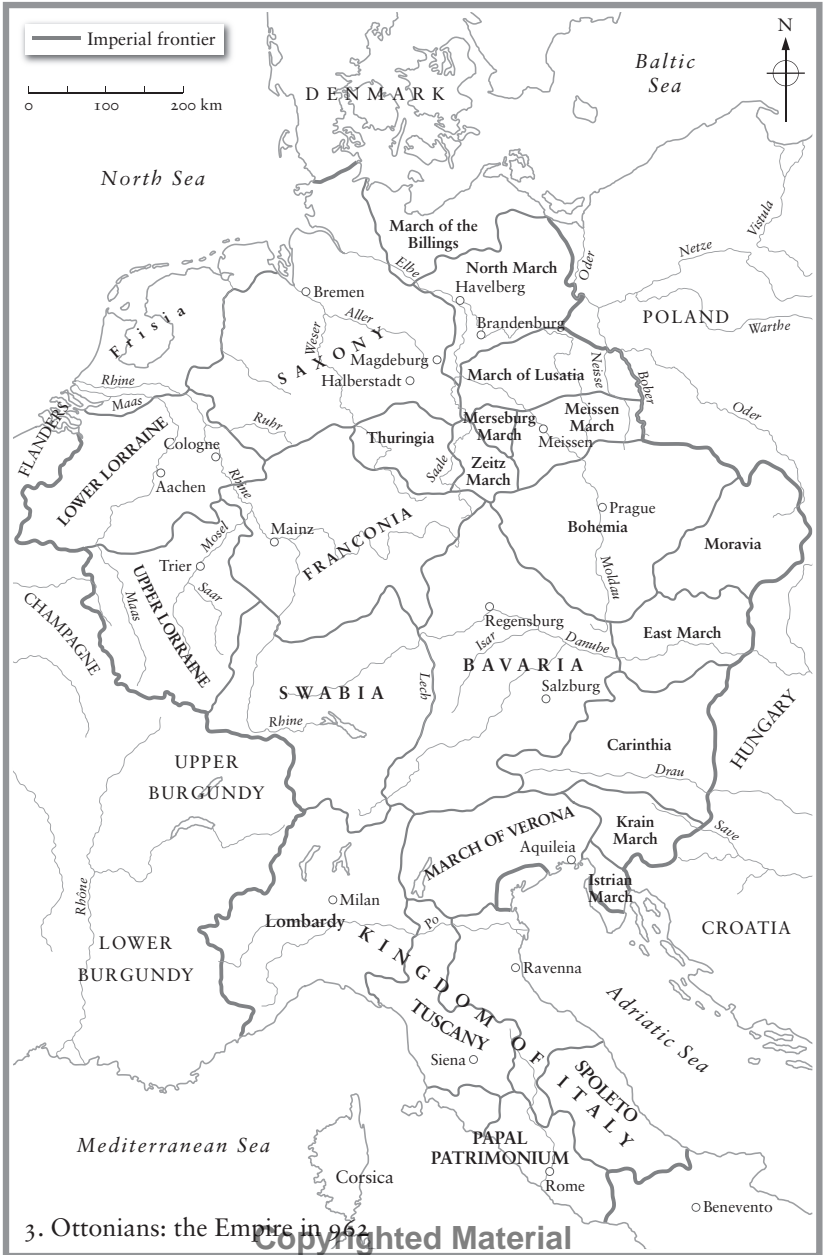 Imperial frontier
N
0 100 200 km
Baltic
Sea
DENMARK
North Sea
March of the
Billings
Vistula
Elbe
North March
Oder
Netze
Havelberg
Bremen
POLAND
Frisia
Aller
Brandenburg
Warthe
Weser
SAXONY
Magdeburg
Halberstadt
March of Lusatia
Neisse
Bober
Rhine
Maas
Oder
FLANDERS
Ruhr
Merseburg
March
Meissen
March
Meissen
Thuringia
LOWER LORRAINE
Cologne
Saale
Zeitz
March
Aachen
Rhine
Prague
Bohemia
FRANCONIA
Mainz
Mosel
Moravia
Trier
Moldau
Saar
UPPER LORRAINE
Maas
CHAMPAGNE
Regensburg
Isar
Danube
East March
BAVARIA
Lech
SWABIA
Salzburg
Rhine
HUNGARY
Carinthia
UPPER
BURGUNDY
Drau
MARCH OF VERONA
Krain
March
Save
Aquileia
Istrian
March
Rhône
Milan
Lombardy
Po
CROATIA
LOWER
BURGUNDY
KINGDOM OF ITALY
Ravenna
Adriatic Sea
TUSCANY
Siena
SPOLETO
Mediterranean Sea
PAPAL
PATRIMONIUM
Corsica
Rome
Benevento
3. Ottonians: the Empire in 962
Copyrighted Material